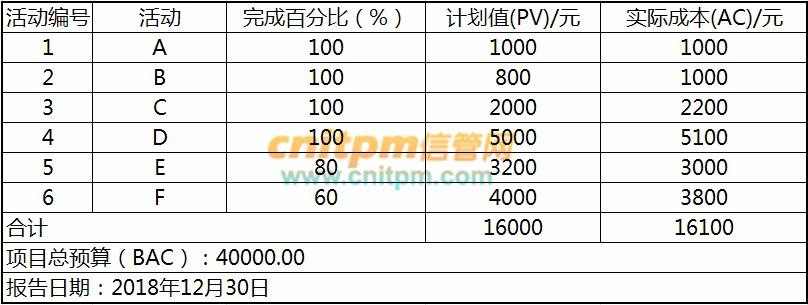 活动编号 活动 完成百分比（%） 计划值(PV)/元 实际成本(AC)/元
1 A 100 1000 1000
2 B 100 800 1000
3 C 100 2000 2200
4 D 100 5000 5100
5 E 80 3200 3000
6 F 60 4000 3800
合计 16000 16100
项目总预算（BAC）：40000.00
报告日期：2018年12月30日
cnitpm信管网
www.cnitpm.com